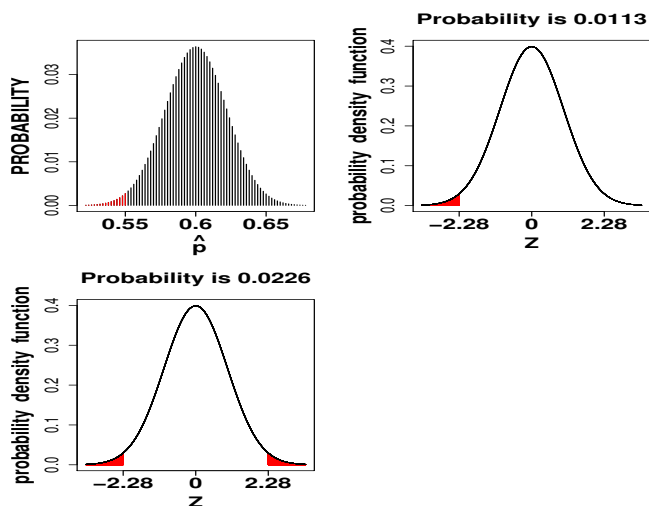 PROBABILITY
0.00
0.01
0.02
0.03
0.55
0.6
0.65
p̂
Probability is 0.0113
probability density function
0.0
0.1
0.2
0.3
0.4
−2.28
0
2.28
Z
Probability is 0.0226
probability density function
0.0
0.1
0.2
0.3
0.4
−2.28
0
2.28
Z